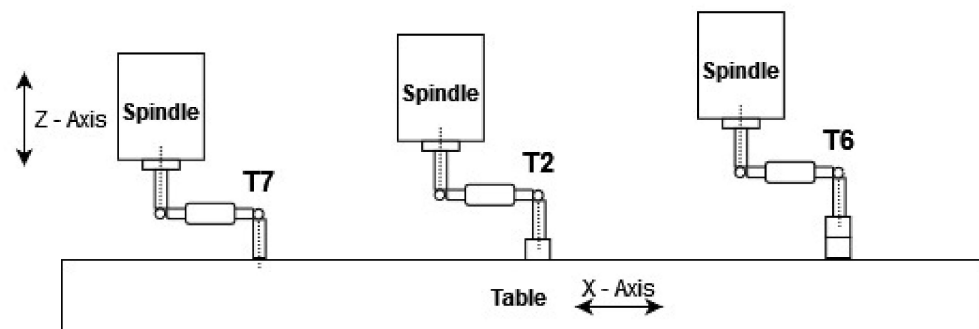 Spindle
Spindle
Spindle
Z - Axis
T7
T2
T6
Table
X - Axis